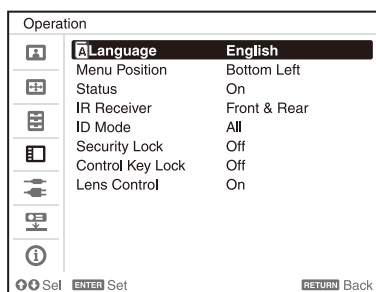 Operation
Language English
Menu Position Bottom Left
Status On
IR Receiver Front & Rear
ID Mode All
Security Lock Off
Control Key Lock Off
Lens Control On
Sel ENTER Set RETURN Back